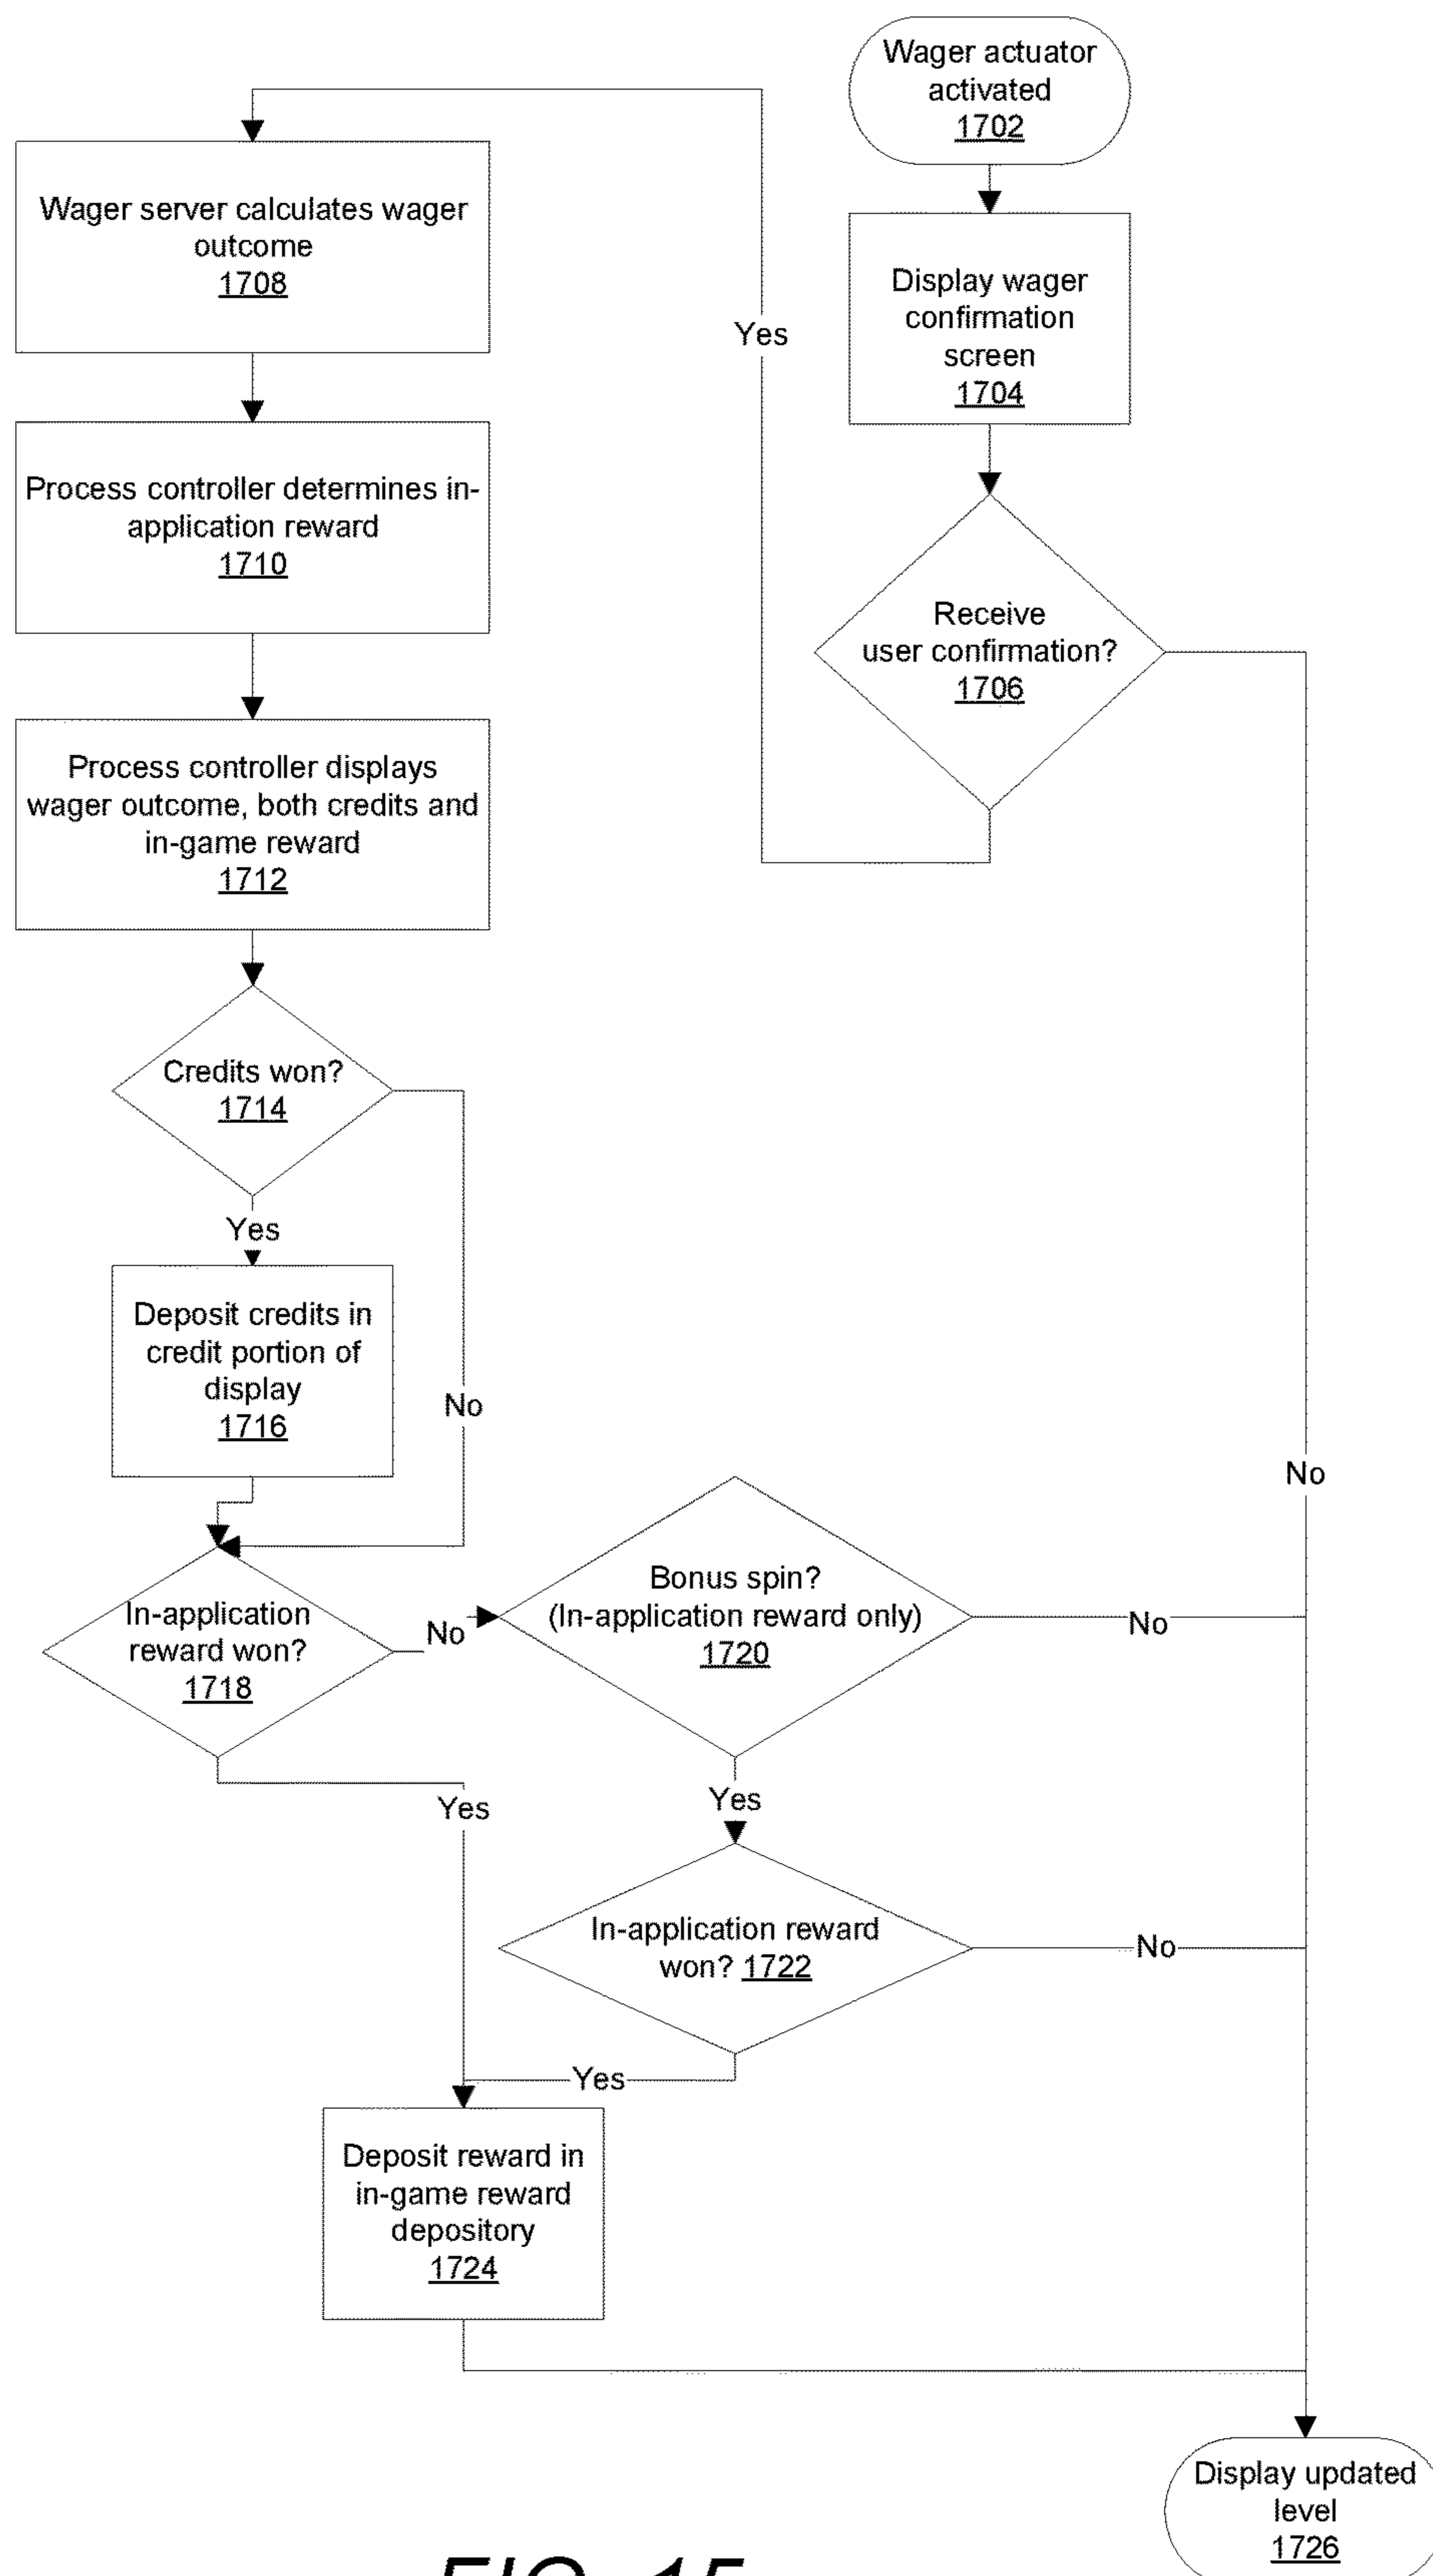 Wager actuator
activated
1702
Display wager
confirmation
screen
1704
Receive
user confirmation?
1706
Yes
No
Wager server calculates wager
outcome
1708
Process controller determines in-
application reward
1710
Process controller displays
wager outcome, both credits and
in-game reward
1712
Credits won?
1714
Yes
No
Deposit credits in
credit portion of
display
1716
In-application
reward won?
1718
No
Yes
Bonus spin?
(In-application reward only)
1720
No
Yes
In-application reward
won? 1722
No
Yes
Deposit reward in
in-game reward
depository
1724
Display updated
level
1726
FIG. 15